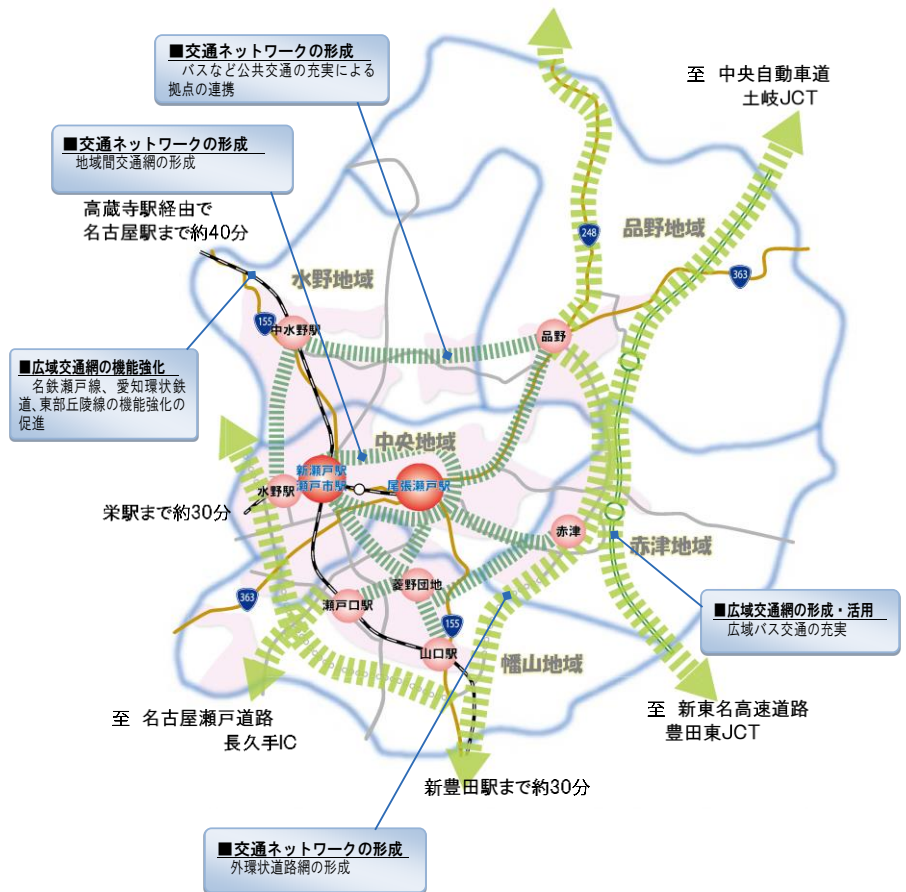 ■交通ネットワークの形成
バスなど公共交通の充実による
拠点の連携
至 中央自動車道
土岐JCT
■交通ネットワークの形成
地域間交通網の形成
高蔵寺駅経由で
名古屋駅まで約40分
248
品野地域
363
水野地域
155
中水野駅
品野
■広域交通網の機能強化
名鉄瀬戸線、愛知環状鉄
道、東部丘陵線の機能強化の
促進
中央地域
新瀬戸駅
瀬戸市駅
尾張瀬戸駅
水野駅
栄駅まで約30分
赤津
赤津地域
菱野団地
363
瀬戸口駅
155
■広域交通網の形成・活用
広域バス交通の充実
山口駅
幡山地域
至 名古屋瀬戸道路
長久手IC
至 新東名高速道路
豊田東JCT
新豊田駅まで約30分
■交通ネットワークの形成
外環状道路網の形成